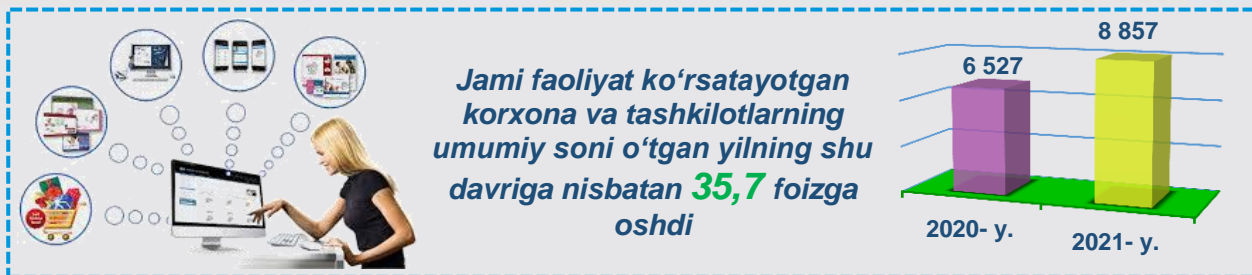 Jami faoliyat ko‘rsatayotgan
korxona va tashkilotlarning
umumiy soni o‘tgan yilning shu
davriga nisbatan 35,7 foizga
oshdi
8 857
6 527
2020- y.
2021- y.